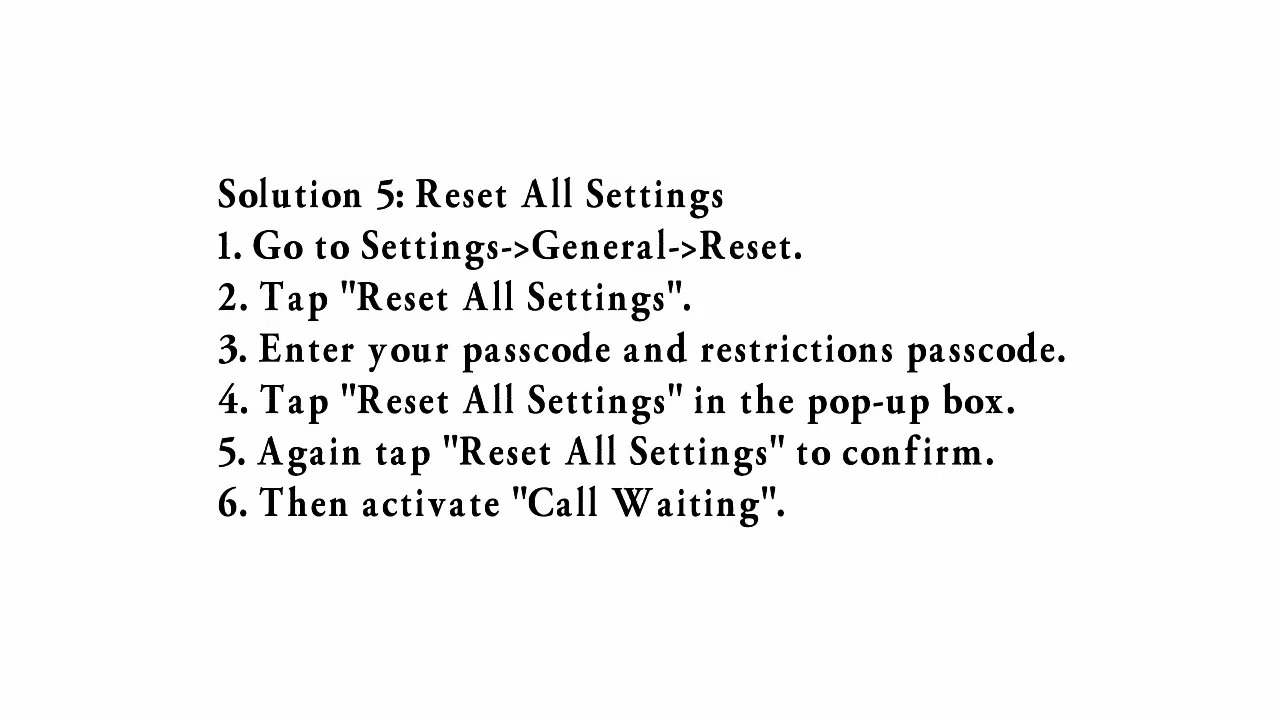 Solution 5: Reset All Settings
1. Go to Settings->General->Reset.
2. Tap "Reset All Settings".
3. Enter your passcode and restrictions passcode.
4. Tap "Reset All Settings" in the pop-up box.
5. Again tap "Reset All Settings" to confirm.
6. Then activate "Call Waiting".